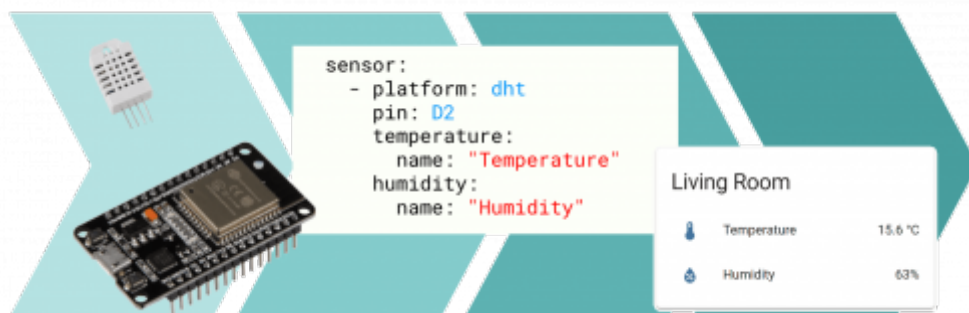 sensor:
- platform: dht
pin: D2
temperature:
name: "Temperature"
humidity:
name: "Humidity"
Living Room
Temperature 15.6 °C
Humidity 63%